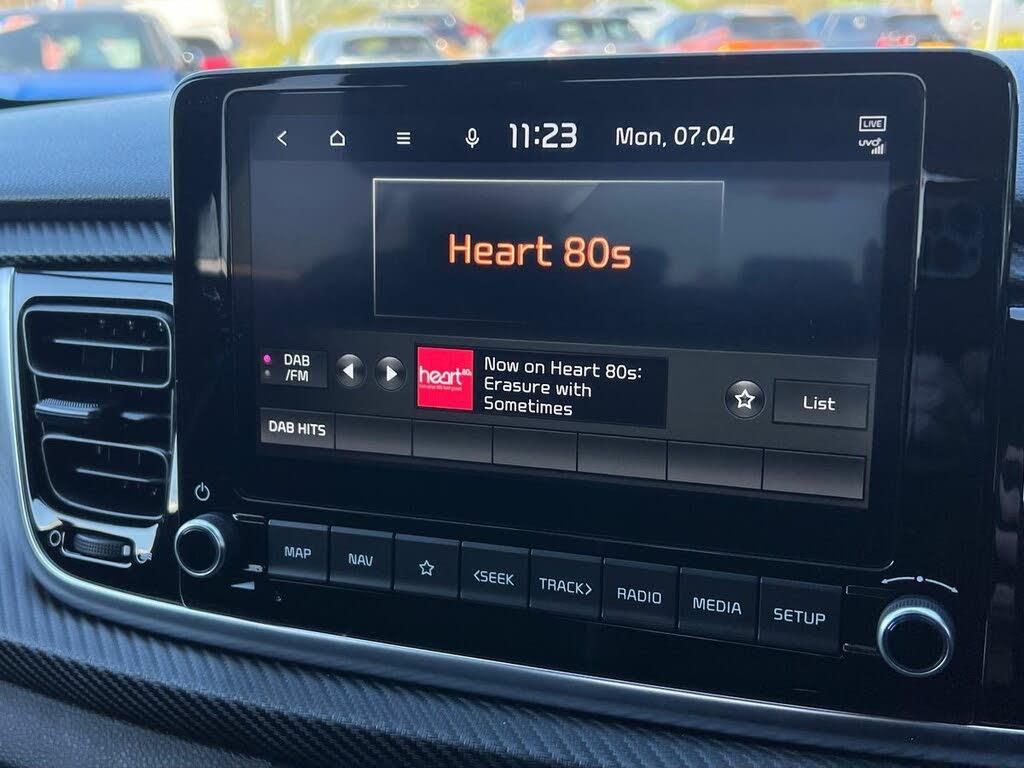 11:23 Mon, 07.04
LIVE
UVO
Heart 80s
DAB
/FM
heart 80s
Now on Heart 80s:
Erasure with
Sometimes
List
DAB HITS
MAP NAV <SEEK TRACK> RADIO MEDIA SETUP